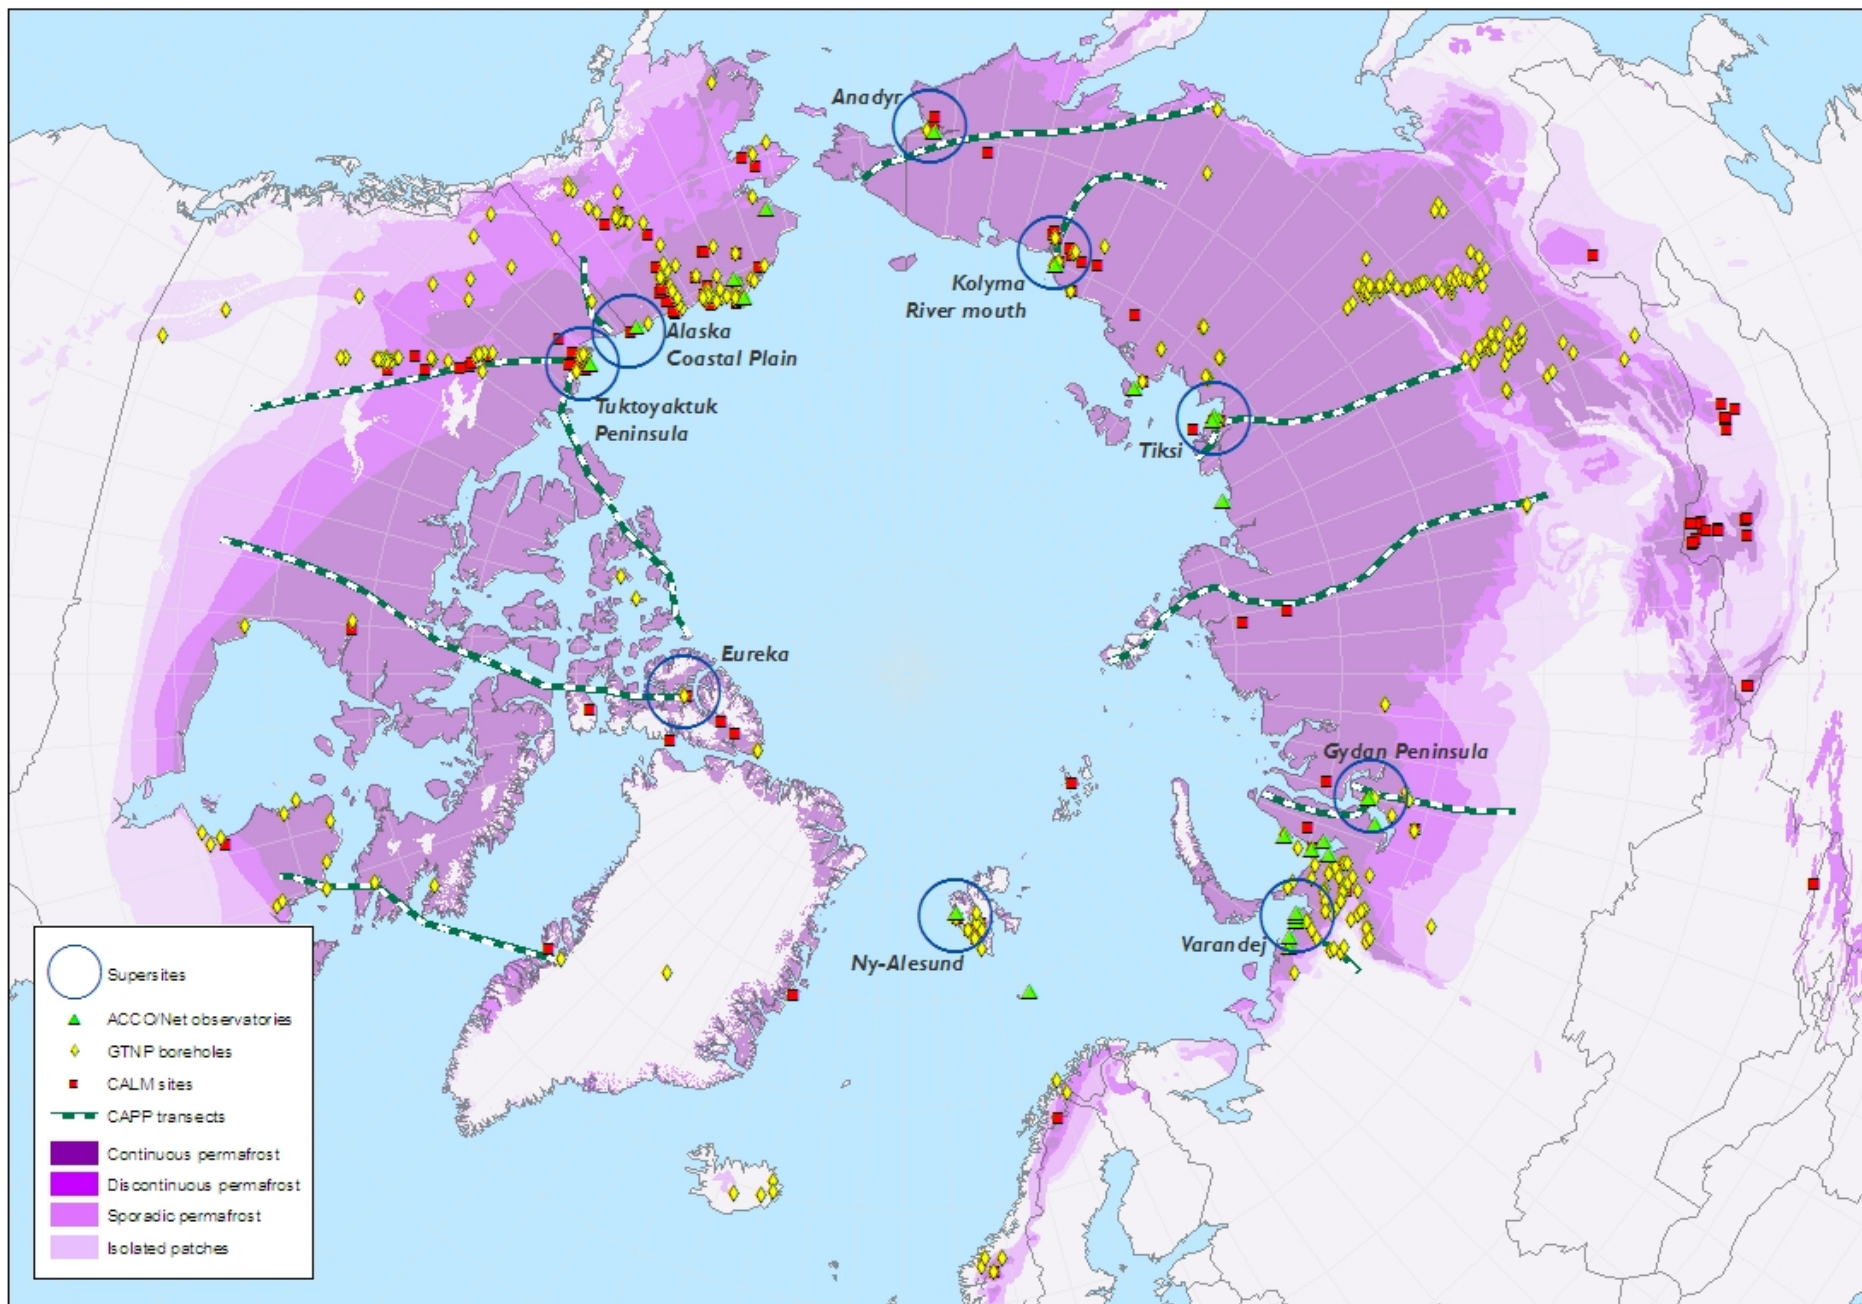 Anadyr
Kolyma
River mouth
Alaska
Coastal Plain
Tuktoyaktuk
Peninsula
Tiksi
Eureka
Gydan Peninsula
Varandej
Ny-Alesund
Supersites
ACCO/Net observatories
GTNP boreholes
CALM sites
CAPP transects
Continuous permafrost
Discontinuous permafrost
Sporadic permafrost
Isolated patches